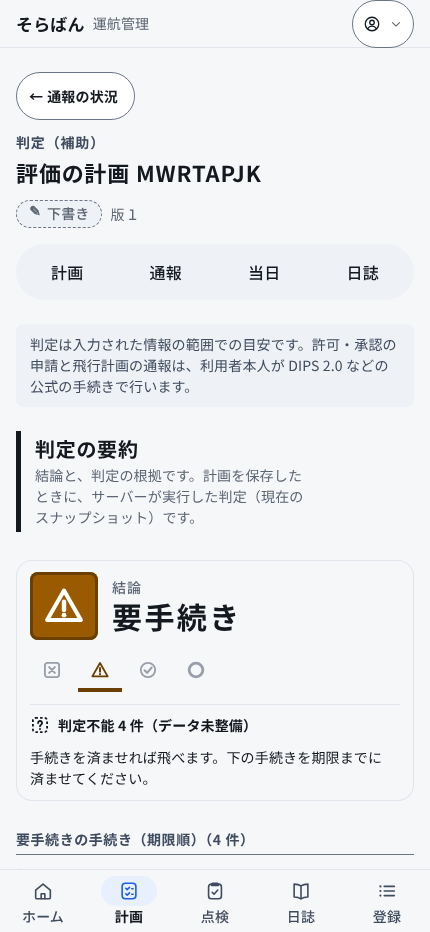 そらばん 運航管理
← 通報の状況
判定（補助）
評価の計画 MWRTAPJK
✎ 下書き 版 1
計画 通報 当日 日誌
判定は入力された情報の範囲での目安です。許可・承認の
申請と飛行計画の通報は、利用者本人が DIPS 2.0 などの
公式の手続きで行います。
判定の要約
結論と、判定の根拠です。計画を保存した
ときに、サーバーが実行した判定（現在の
スナップショット）です。
結論
要手続き
判定不能 4 件（データ未整備）
手続きを済ませれば飛べます。下の手続きを期限までに
済ませてください。
要手続きの手続き（期限順）（4 件）
ホーム 計画 点検 日誌 登録